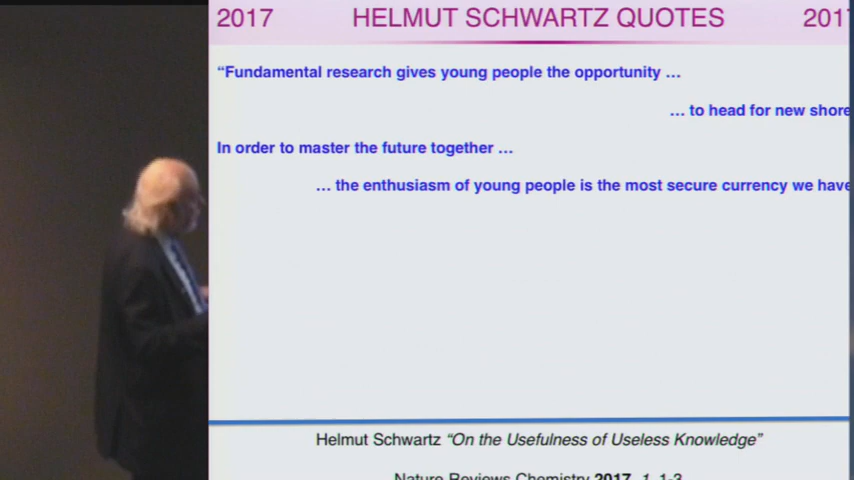 2017 HELMUT SCHWARTZ QUOTES 201
“Fundamental research gives young people the opportunity ...
... to head for new shore
In order to master the future together ...
... the enthusiasm of young people is the most secure currency we have
Helmut Schwartz “On the Usefulness of Useless Knowledge”
Nature Reviews Chemistry 2017, 1, 1-3